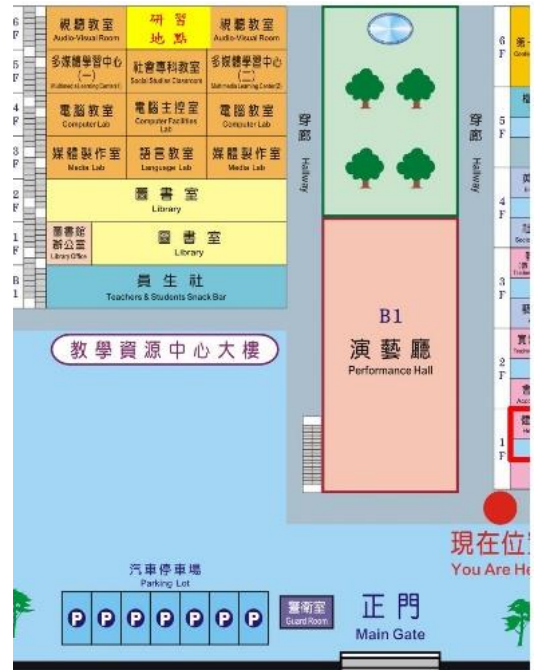 6F
視聽教室
Audio-Visual Room
研習
地點
視聽教室
Audio-Visual Room
5F
多媒體學習中心
(一)
社會專科教室
Social Studies Classroom
多媒體學習中心
(二)
4F
電腦教室
Computer Lab
電腦主控室
Computer Facilities
Lab
電腦教室
Computer Lab
3F
媒體製作室
Media Lab
語言教室
Language Lab
媒體製作室
Media Lab
2F
圖書室
Library
1F
圖書館
辦公室
Library Office
圖書室
Library
B1
員生社
Teachers & Students Snack Bar
教學資源中心大樓
穿廊
Hallway
B1
演藝廳
Performance Hall
穿廊
Hallway
6F
5F
4F
3F
2F
1F
現在位
You Are He
汽車停車場
Parking Lot
P P P P P P P
警衛室
Guard Room
正門
Main Gate